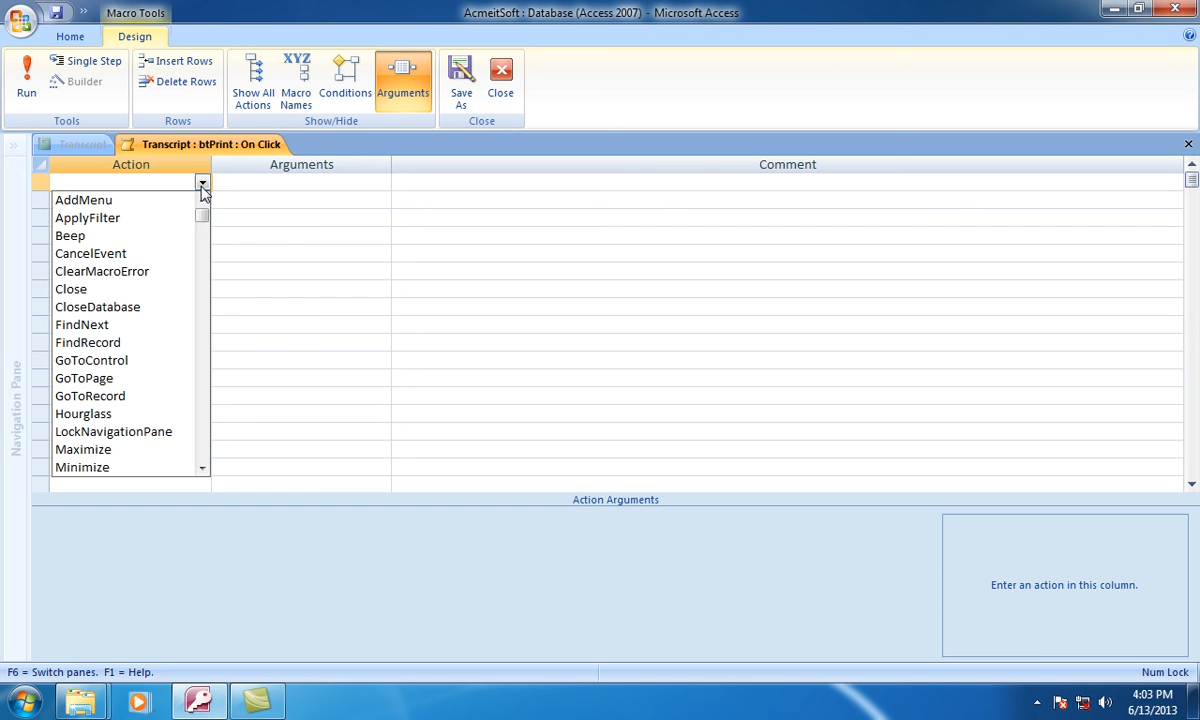 Macro Tools
AcmeitSoft : Database (Access 2007) - Microsoft Access
Home
Design
Run
Single Step
Builder
Tools
Insert Rows
Delete Rows
Rows
Show All Actions
XYZ
Macro Names
Conditions
Arguments
Show/Hide
Save As
Close
Close
Transcript
Transcript : btPrint : On Click
Action
Arguments
Comment
AddMenu
ApplyFilter
Beep
CancelEvent
ClearMacroError
Close
CloseDatabase
FindNext
FindRecord
GoToControl
GoToPage
GoToRecord
Hourglass
LockNavigationPane
Maximize
Minimize
Navigation Pane
Action Arguments
Enter an action in this column.
F6 = Switch panes. F1 = Help.
Num Lock
4:03 PM
6/13/2013